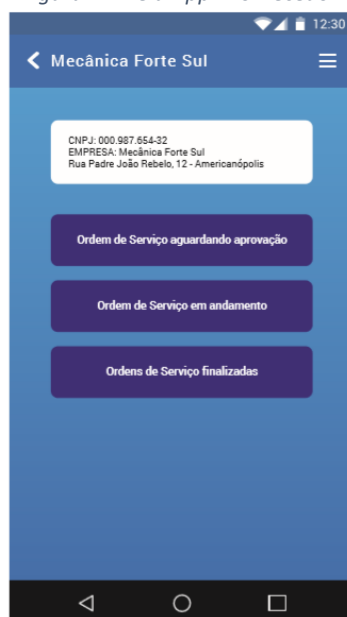 12:30
Mecânica Forte Sul
CNPJ: 000.987.654-32
EMPRESA: Mecânica Forte Sul
Rua Padre João Rebelo, 12 - Americanópolis
Ordem de Serviço aguardando aprovação
Ordem de Serviço em andamento
Ordens de Serviço finalizadas